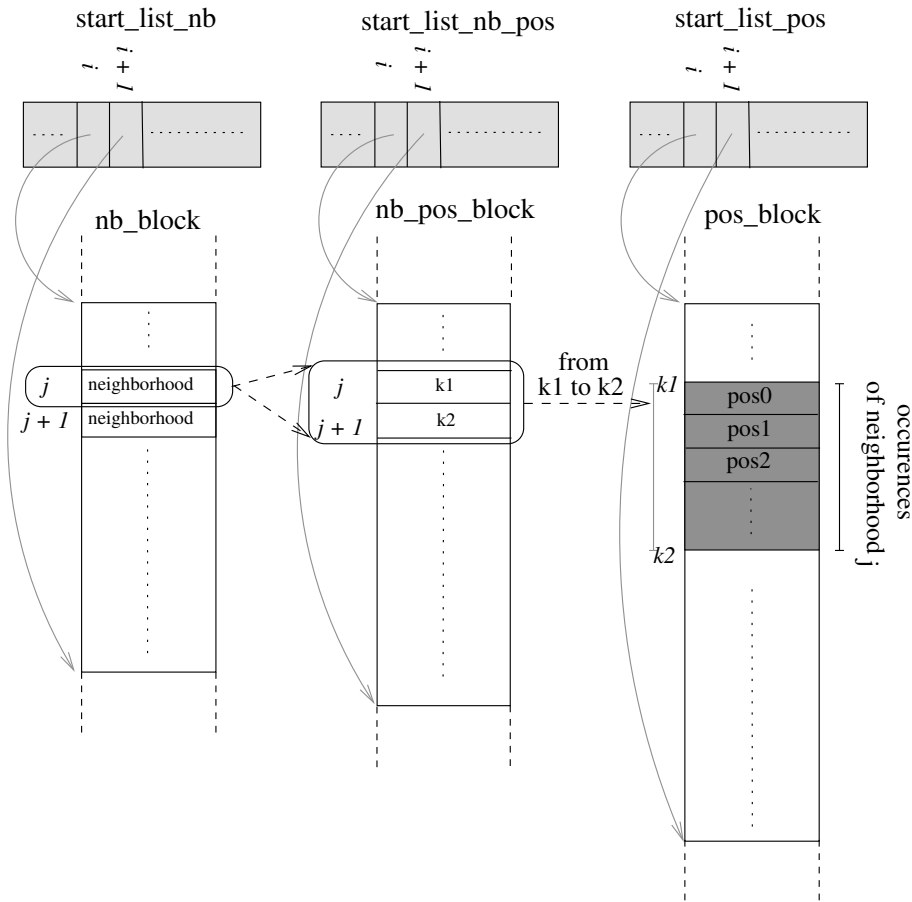 start_list_nb
start_list_nb_pos
start_list_pos
i
i + 1
i
i + 1
i
i + 1
nb_block
nb_pos_block
pos_block
j
neighborhood
j + 1
neighborhood
j
k1
j + 1
k2
from
k1 to k2
k1
pos0
pos1
pos2
k2
occurences
of neighborhood j